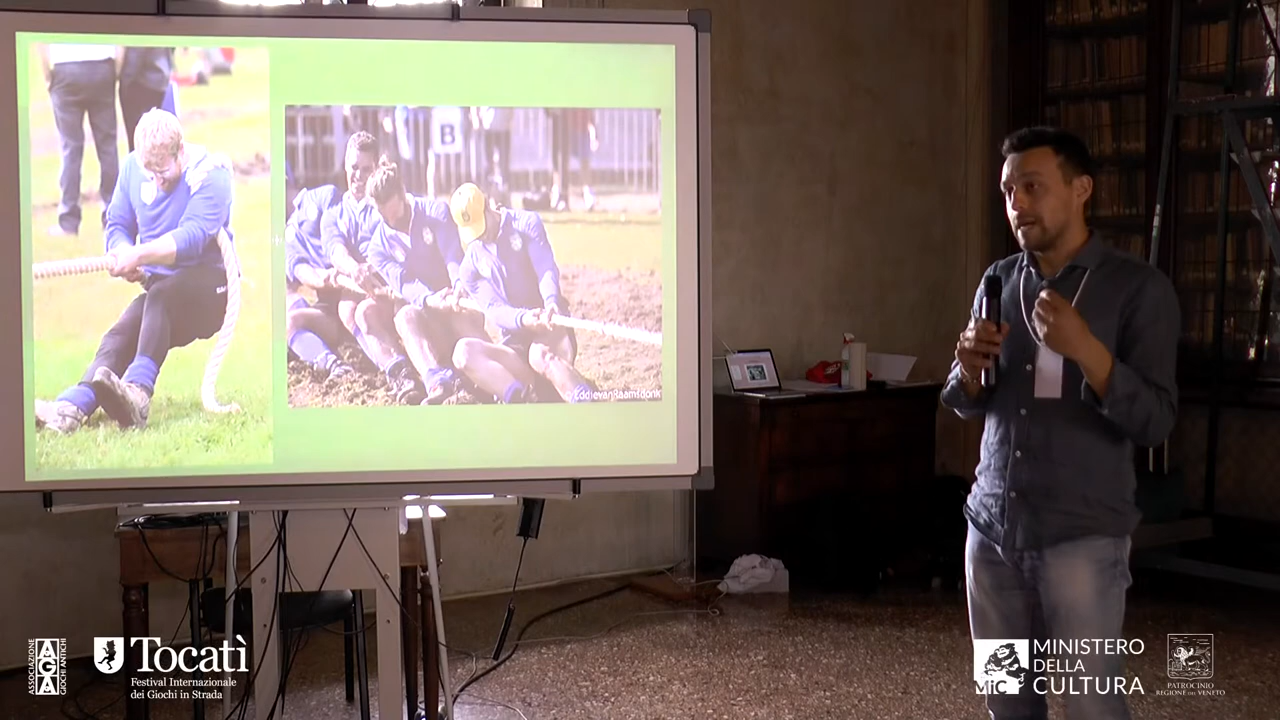 B
© EddievanRaamsdonk
ASSOCIAZIONE
AGA
GIOCHI ANTICHI
Tocatì
Festival Internazionale
dei Giochi in Strada
MiC
MINISTERO
DELLA
CULTURA
PATROCINIO
REGIONE DEL VENETO